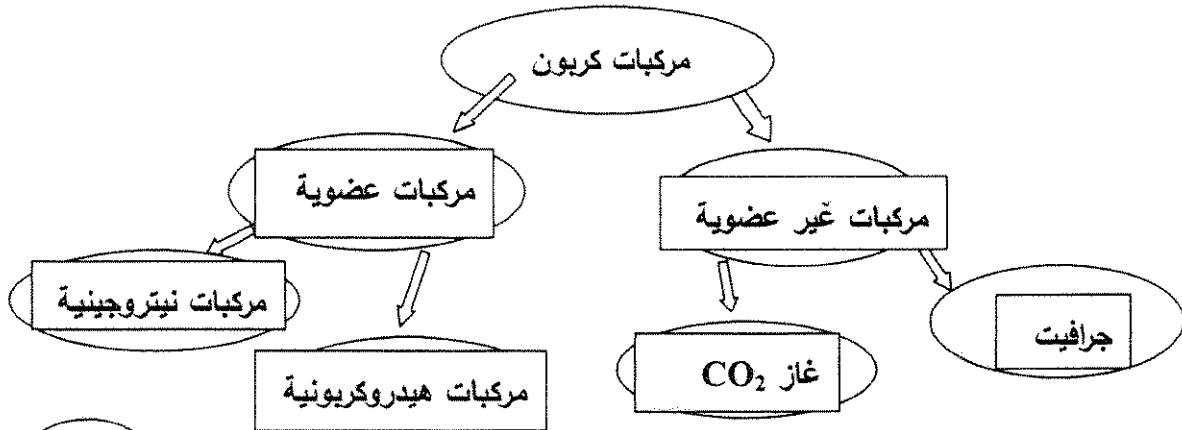 مركبات كربون
مركبات عضوية
مركبات غير عضوية
مركبات نيتروجينية
مركبات هيدروكربونية
غاز CO₂
جرافيت